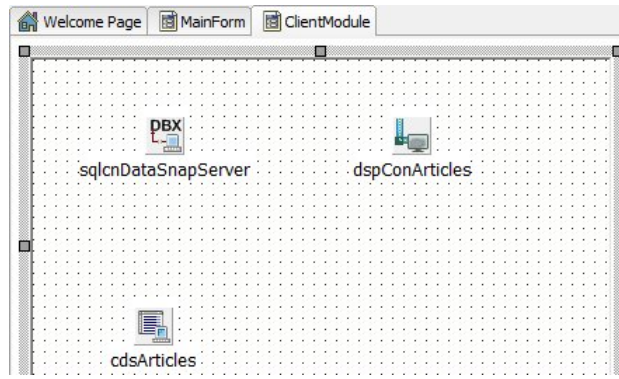 Welcome Page MainForm ClientModule
DBX
sqlcnDataSnapServer dspConArticles
cdsArticles